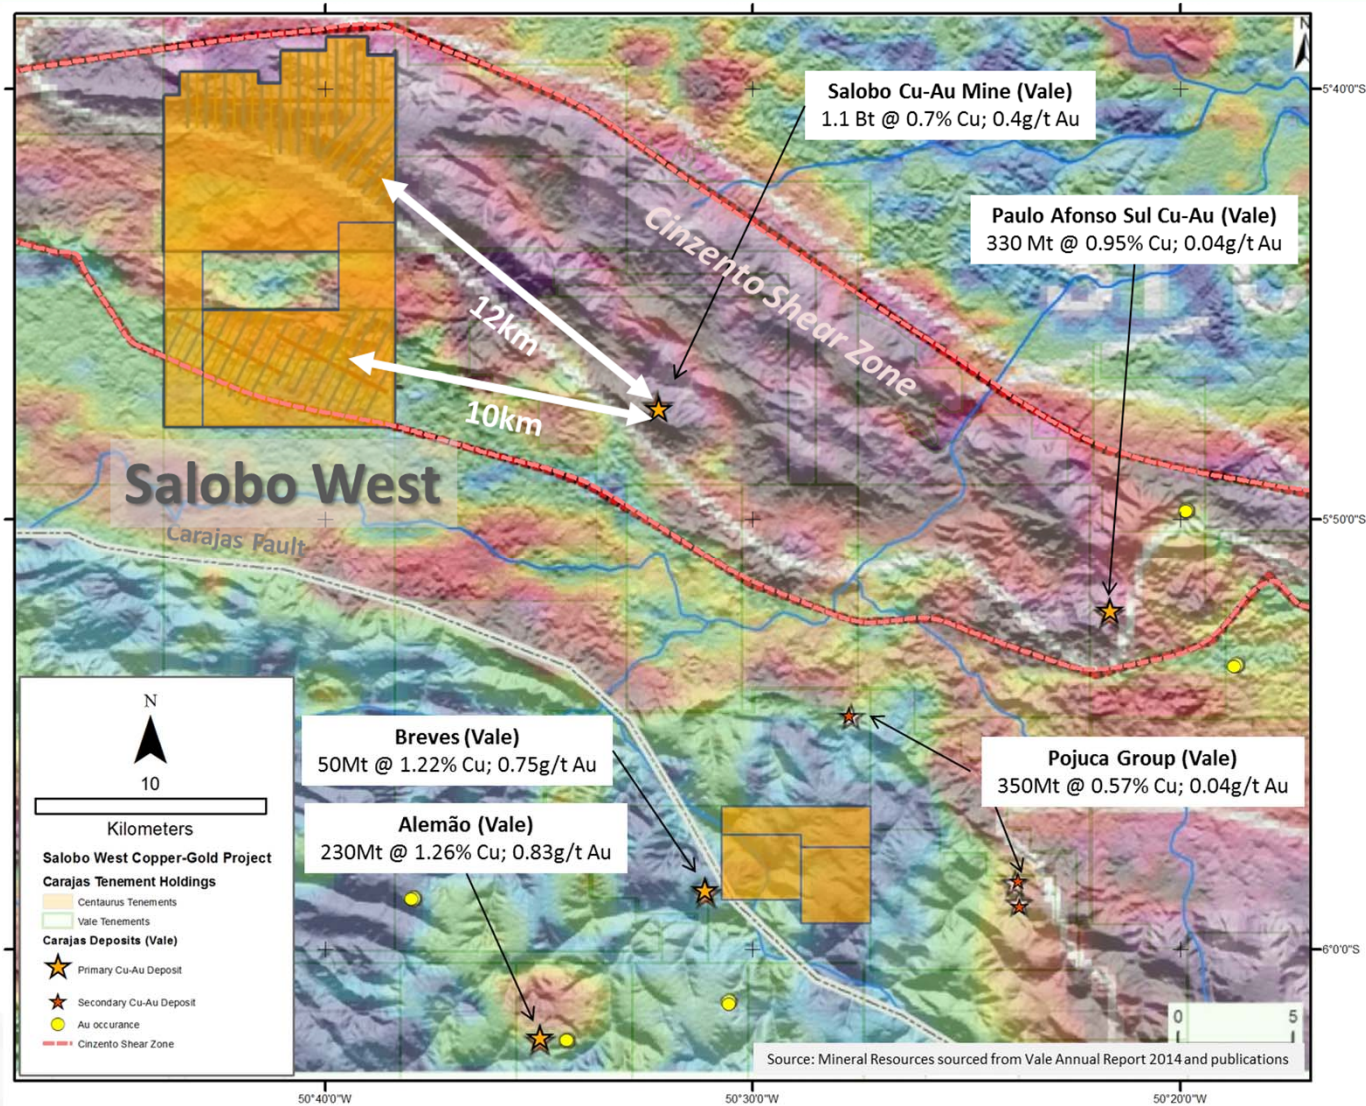 N
Salobo Cu-Au Mine (Vale)
1.1 Bt @ 0.7% Cu; 0.4g/t Au
5°40'0"S
Paulo Afonso Sul Cu-Au (Vale)
330 Mt @ 0.95% Cu; 0.04g/t Au
Cinzento Shear Zone
12km
10km
Salobo West
Carajas Fault
5°50'0"S
Breves (Vale)
50Mt @ 1.22% Cu; 0.75g/t Au
Alemão (Vale)
230Mt @ 1.26% Cu; 0.83g/t Au
Pojuca Group (Vale)
350Mt @ 0.57% Cu; 0.04g/t Au
6°0'0"S
N
10
Kilometers
Salobo West Copper-Gold Project
Carajas Tenement Holdings
Centaurus Tenements
Vale Tenements
Carajas Deposits (Vale)
Primary Cu-Au Deposit
Secondary Cu-Au Deposit
Au occurance
Cinzento Shear Zone
0 5
Source: Mineral Resources sourced from Vale Annual Report 2014 and publications
50°40'0"W
50°30'0"W
50°20'0"W